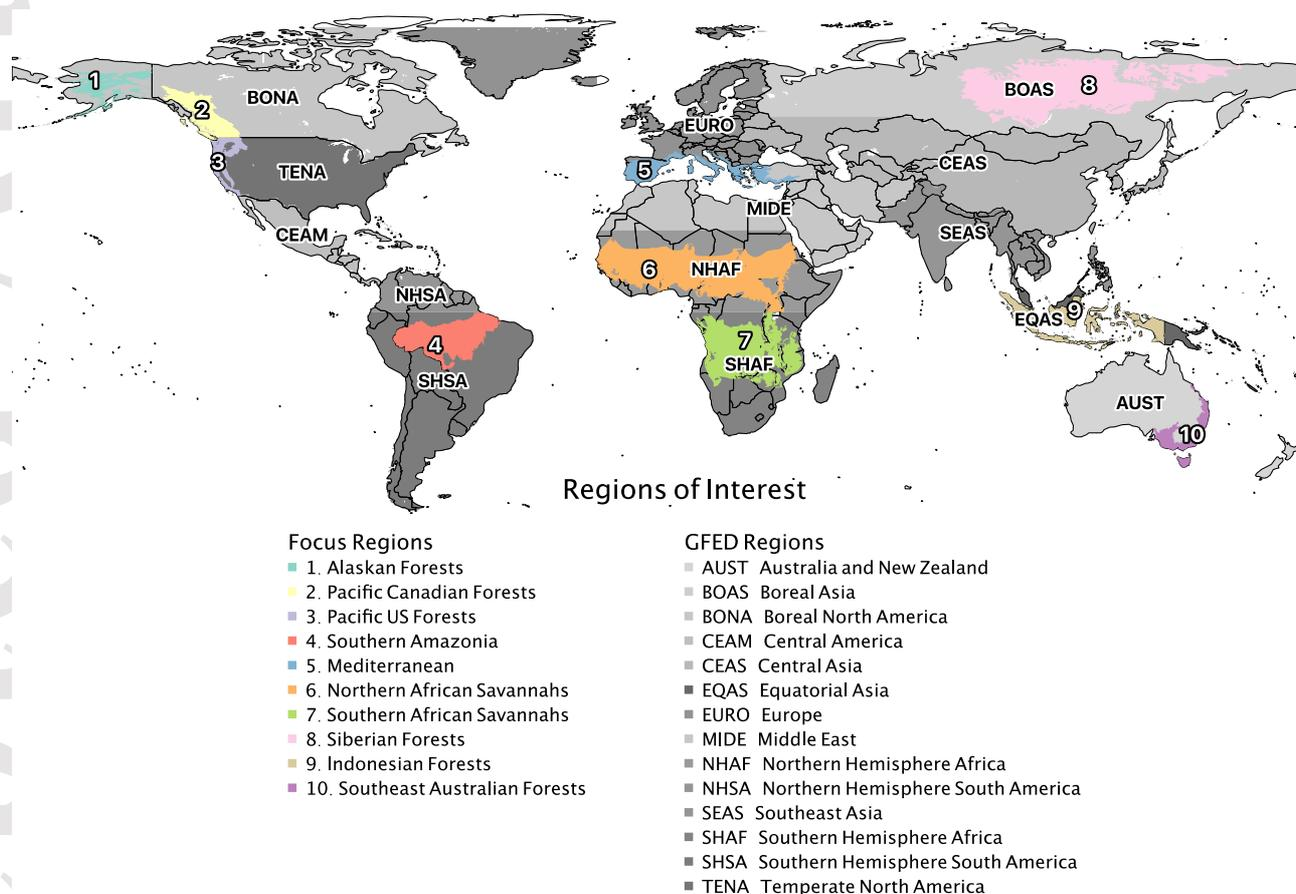 1
2
BONA
BOAS
8
EURO
3
TENA
5
CEAS
MIDE
CEAM
SEAS
6
NHAF
NHSA
EQAS
9
4
7
SHAF
SHSA
AUST
10
Regions of Interest
Focus Regions
1. Alaskan Forests
2. Pacific Canadian Forests
3. Pacific US Forests
4. Southern Amazonia
5. Mediterranean
6. Northern African Savannahs
7. Southern African Savannahs
8. Siberian Forests
9. Indonesian Forests
10. Southeast Australian Forests
GFED Regions
AUST Australia and New Zealand
BOAS Boreal Asia
BONA Boreal North America
CEAM Central America
CEAS Central Asia
EQAS Equatorial Asia
EURO Europe
MIDE Middle East
NHAF Northern Hemisphere Africa
NHSA Northern Hemisphere South America
SEAS Southeast Asia
SHAF Southern Hemisphere Africa
SHSA Southern Hemisphere South America
TENA Temperate North America